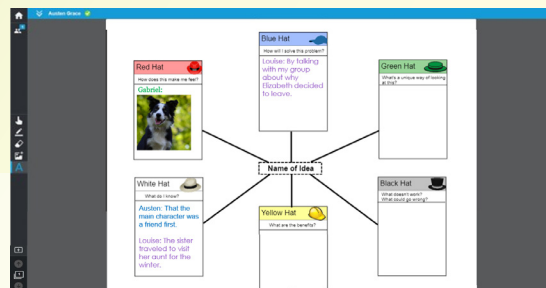 Austen Grace
Blue Hat
How will I solve this problem?
Louise: By talking
with my group
about why
Elizabeth decided
to leave.
Red Hat
How does this make me feel?
Gabriel:
Green Hat
What's a unique way of looking
at this?
Name of Idea
White Hat
What do I know?
Austen: That the
main character was
a friend first.
Louise: The sister
traveled to visit
her aunt for the
winter.
Yellow Hat
What are the benefits?
Black Hat
What doesn't work?
What could go wrong?
A